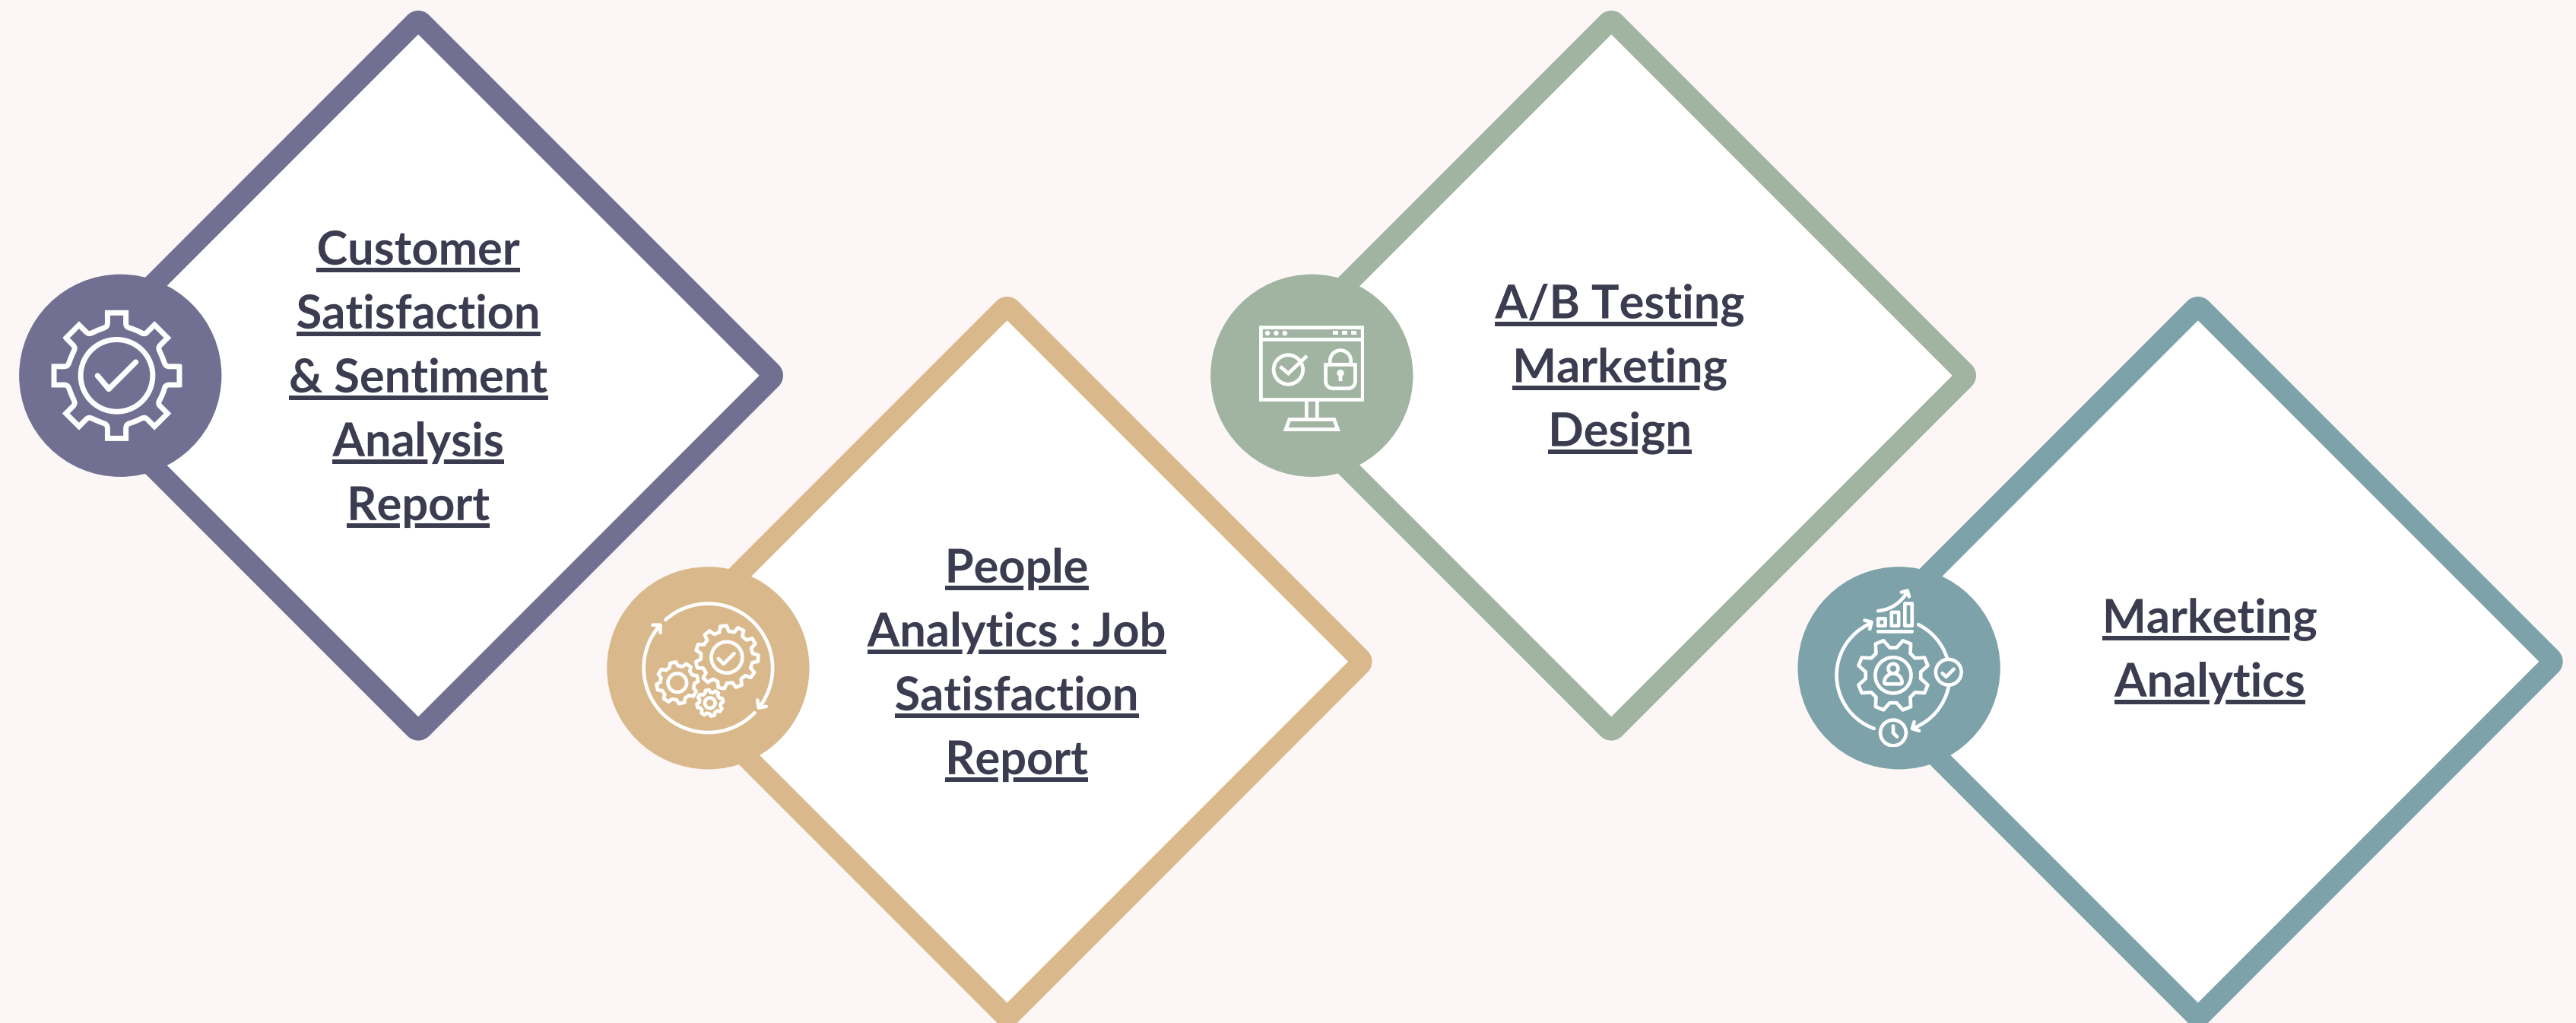 Customer
Satisfaction
& Sentiment
Analysis
Report
People
Analytics : Job
Satisfaction
Report
A/B Testing
Marketing
Design
Marketing
Analytics